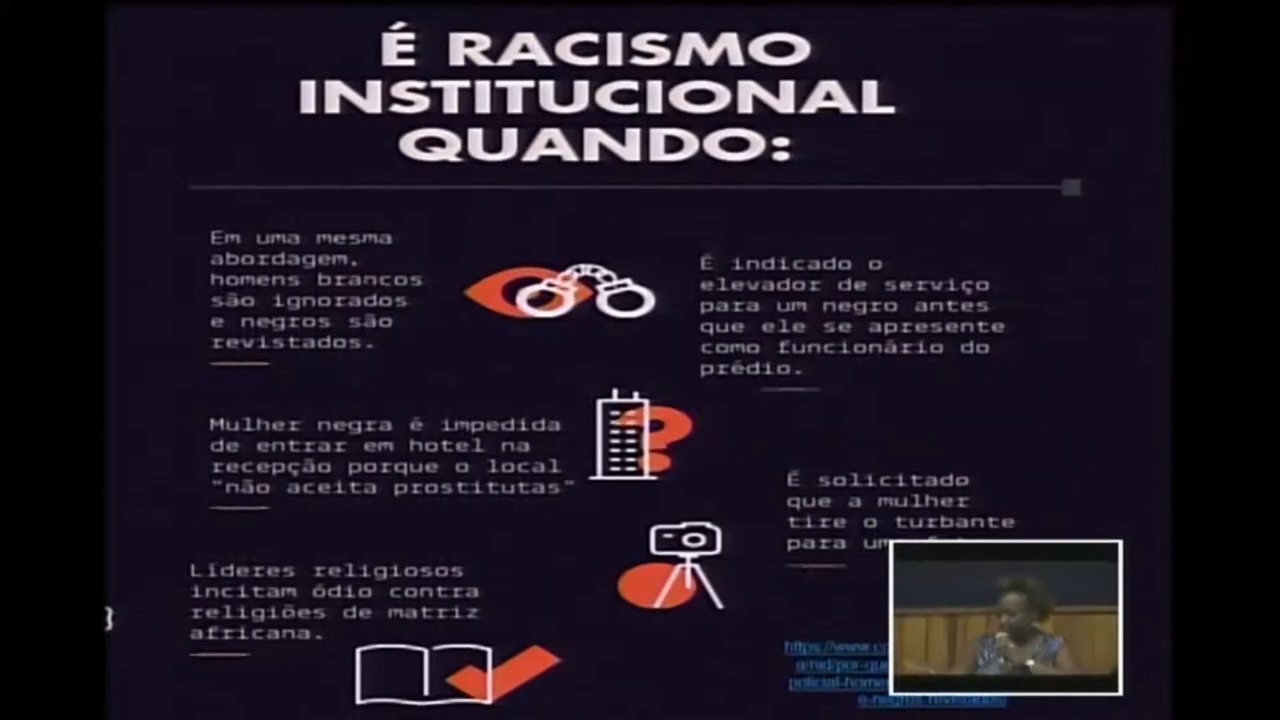 É RACISMO
INSTITUCIONAL
QUANDO:
Em uma mesma
abordagem,
homens brancos
são ignorados
e negros são
revistados.
É indicado o
elevador de serviço
para um negro antes
que ele se apresente
como funcionário do
prédio.
Mulher negra é impedida
de entrar em hotel na
recepção porque o local
"não aceita prostitutas"
É solicitado
que a mulher
tire o turbante
para
Líderes religiosos
incitam ódio contra
religiões de matriz
africana.